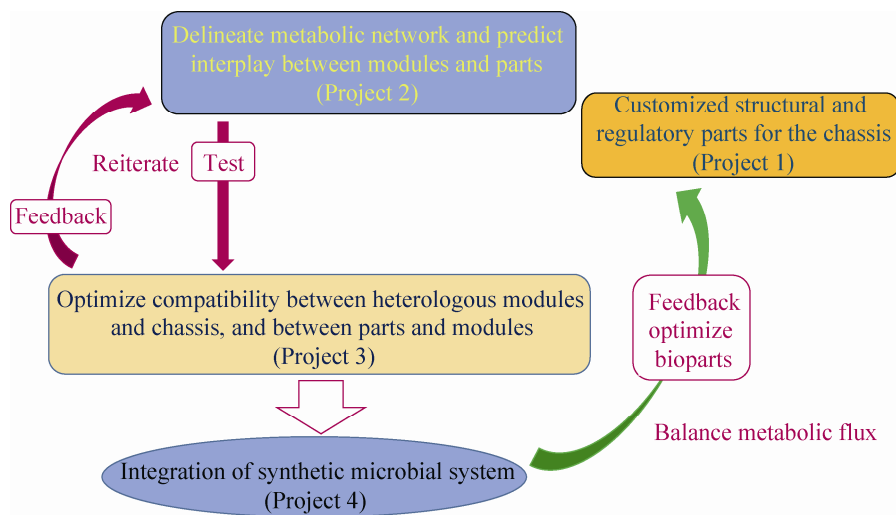 Delineate metabolic network and predict
interplay between modules and parts
(Project 2)
Customized structural and
regulatory parts for the chassis
(Project 1)
Reiterate
Test
Feedback
Optimize compatibility between heterologous modules
and chassis, and between parts and modules
(Project 3)
Feedback
optimize
bioparts
Balance metabolic flux
Integration of synthetic microbial system
(Project 4)